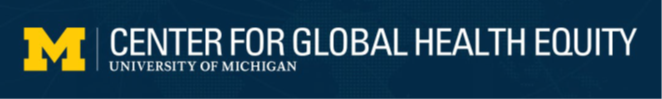 M
CENTER FOR GLOBAL HEALTH EQUITY
UNIVERSITY OF MICHIGAN